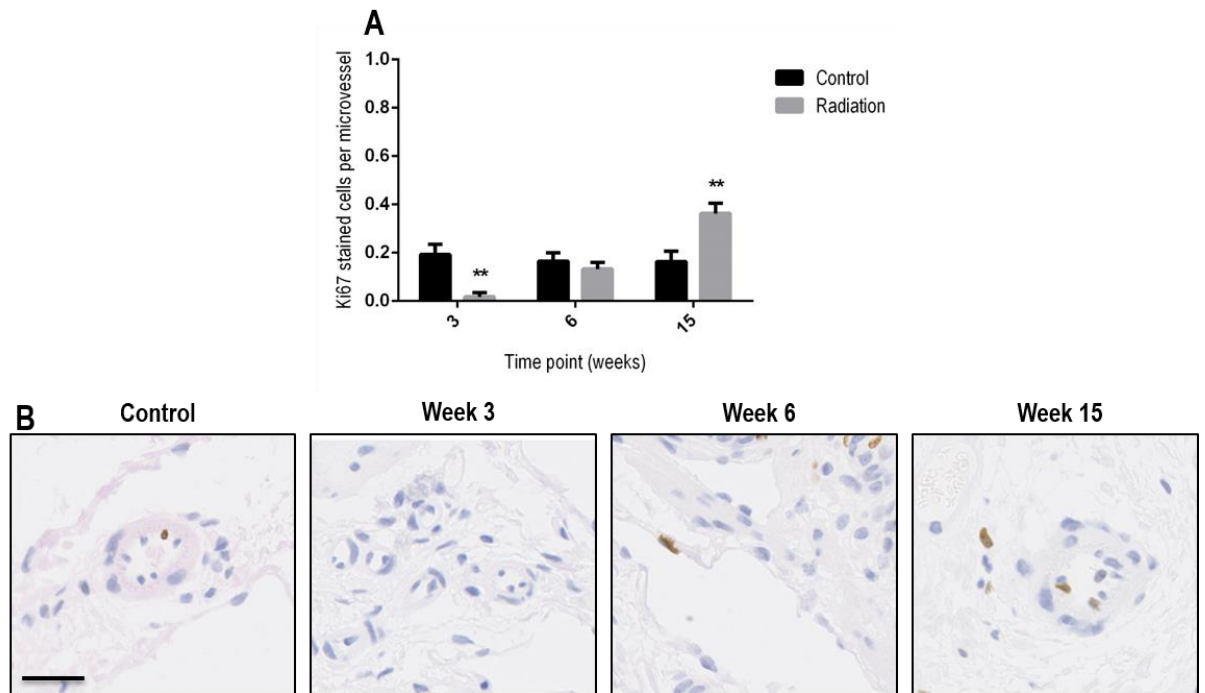 A
Ki67 stained cells per microvessel
1.0
0.8
0.6
0.4
0.2
0.0
**
**
3
6
15
Time point (weeks)
Control
Radiation
B
Control
Week 3
Week 6
Week 15